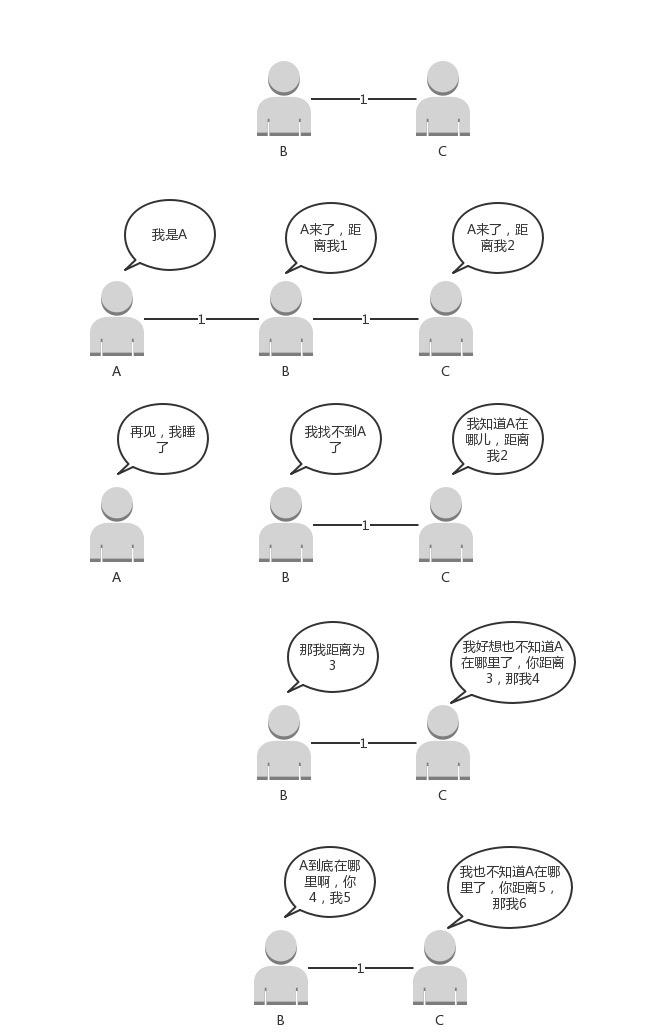 1
B
C
我是A
A来了，距
离我1
A来了，距
离我2
1
1
A
B
C
再见，我睡
了
我找不到A
了
我知道A在
哪儿，距离
我2
1
A
B
C
那我距离为
3
我好想也不知道A
在哪里了，你距离
3，那我4
1
B
C
A到底在哪
里啊，你
4，我5
我也不知道A在哪
里了，你距离5，
那我6
1
B
C